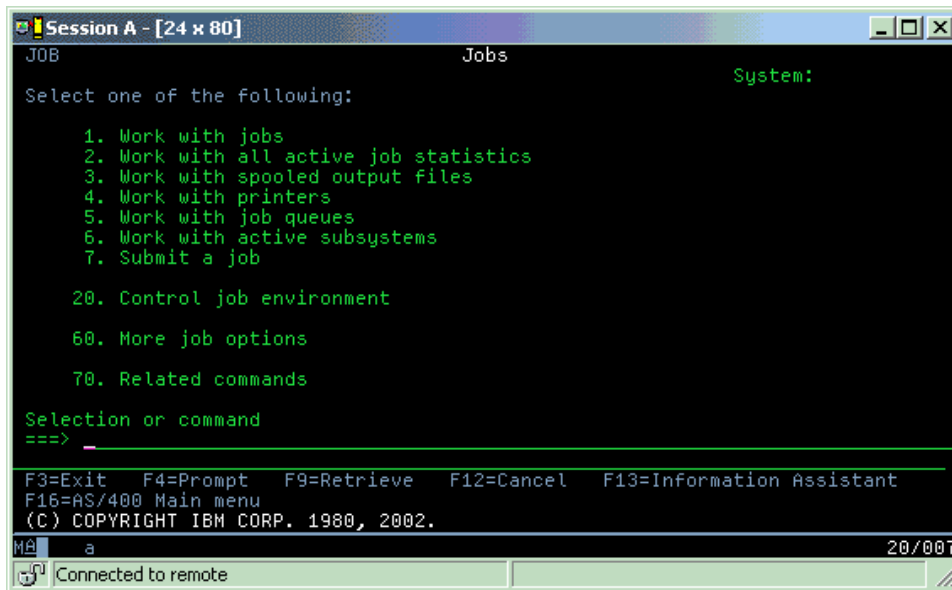 Session A - [24 x 80]
JOB Jobs
System:
Select one of the following:
1. Work with jobs
2. Work with all active job statistics
3. Work with spooled output files
4. Work with printers
5. Work with job queues
6. Work with active subsystems
7. Submit a job
20. Control job environment
60. More job options
70. Related commands
Selection or command
===> _
F3=Exit F4=Prompt F9=Retrieve F12=Cancel F13=Information Assistant
F16=AS/400 Main menu
(C) COPYRIGHT IBM CORP. 1980, 2002.
MA a 20/007
Connected to remote